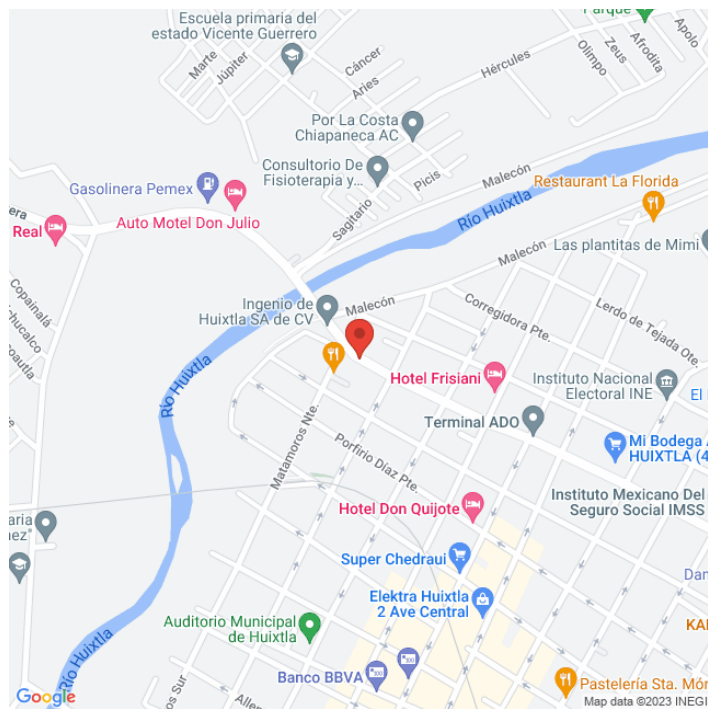 Parque
Escuela primaria del
estado Vicente Guerrero
Marte
Júpiter
Cáncer
Aries
Hércules
Olimpo
Zeus
Afrodita
Apolo
Por La Costa
Chiapaneca AC
Consultorio De
Fisioterapia y...
Picis
Malecón
Gasolinera Pemex
Restaurant La Florida
Sagitario
Río Huixtla
Real
Auto Motel Don Julio
Malecón
Las plantitas de Mimi
Copainalá
Ingenio de
Huixtla SA de CV
Malecón
Corregidora Pte.
Lerdo de Tejada Ote.
Río Huixtla
Hotel Frisiani
Instituto Nacional
Electoral INE
El
Matamoros Nte.
Terminal ADO
Mi Bodega A
HUIXTLA (4
Porfirio Díaz Pte.
Instituto Mexicano Del
Seguro Social IMSS
Hotel Don Quijote
Super Chedraui
Elektra Huixtla
2 Ave Central
Auditorio Municipal
de Huixtla
Río Huixtla
Banco BBVA
Pastelería Sta. Món
Google
Map data ©2023 INEGI